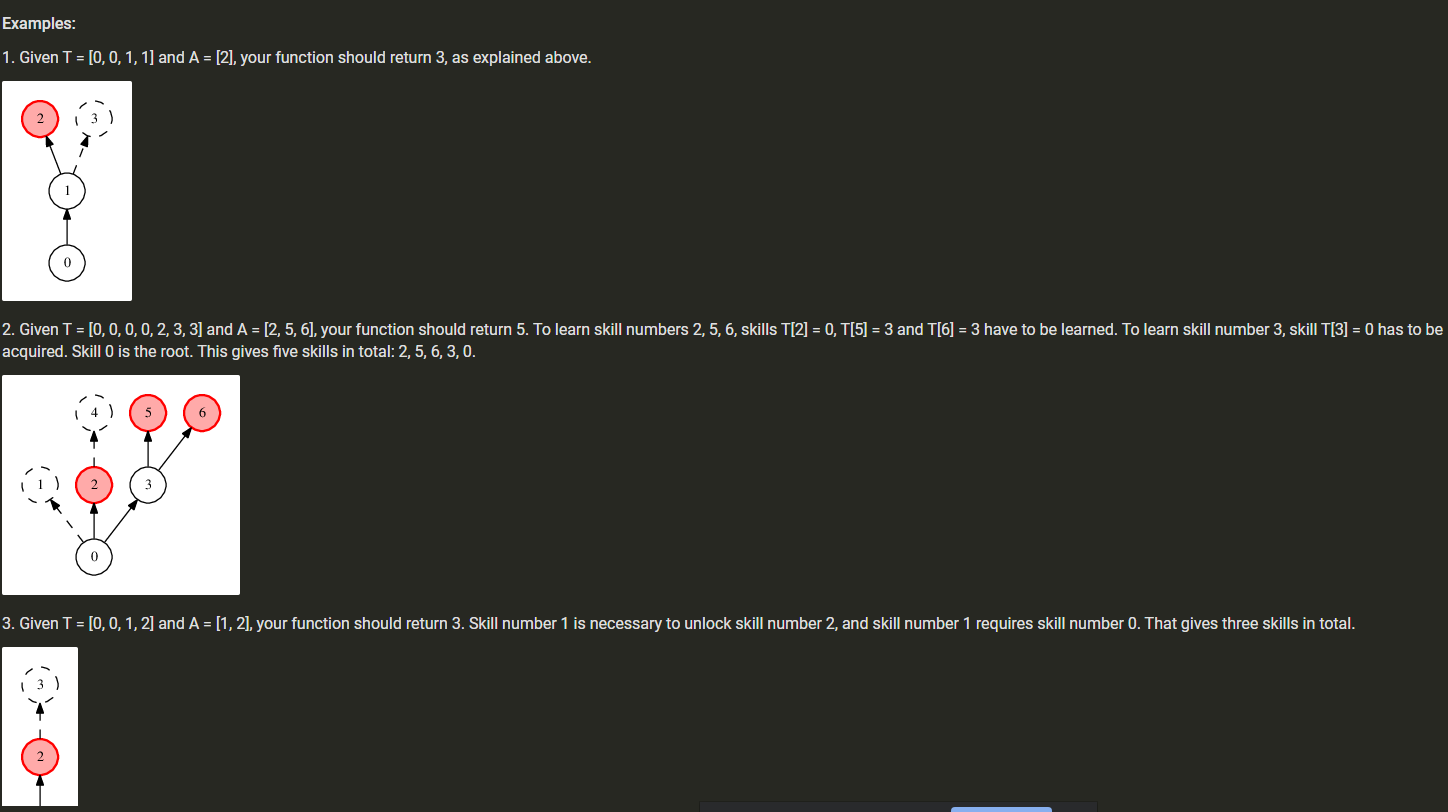 Examples:
1. Given T = [0, 0, 1, 1] and A = [2], your function should return 3, as explained above.
2 3
1
0
2. Given T = [0, 0, 0, 0, 2, 3, 3] and A = [2, 5, 6], your function should return 5. To learn skill numbers 2, 5, 6, skills T[2] = 0, T[5] = 3 and T[6] = 3 have to be learned. To learn skill number 3, skill T[3] = 0 has to be
acquired. Skill 0 is the root. This gives five skills in total: 2, 5, 6, 3, 0.
4 5 6
1 2 3
0
3. Given T = [0, 0, 1, 2] and A = [1, 2], your function should return 3. Skill number 1 is necessary to unlock skill number 2, and skill number 1 requires skill number 0. That gives three skills in total.
3
2